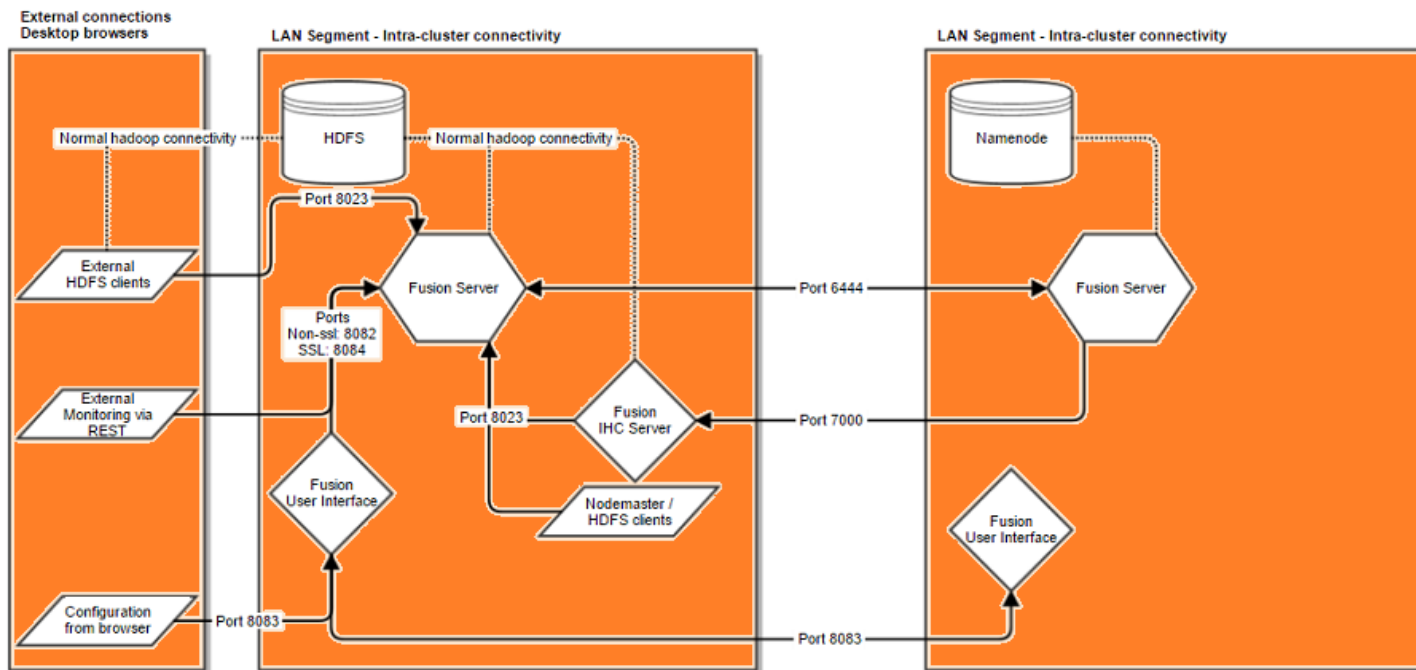 External connections
Desktop browsers
LAN Segment - Intra-cluster connectivity
LAN Segment - Intra-cluster connectivity
Normal hadoop connectivity
HDFS
Normal hadoop connectivity
Namenode
Port 8023
External
HDFS clients
Fusion Server
Port 6444
Fusion Server
Ports
Non-ssl: 8082
SSL: 8084
External
Monitoring via
REST
Port 8023
Fusion
IHC Server
Port 7000
Fusion
User Interface
Nodemaster /
HDFS clients
Fusion
User Interface
Configuration
from browser
Port 8083
Port 8083